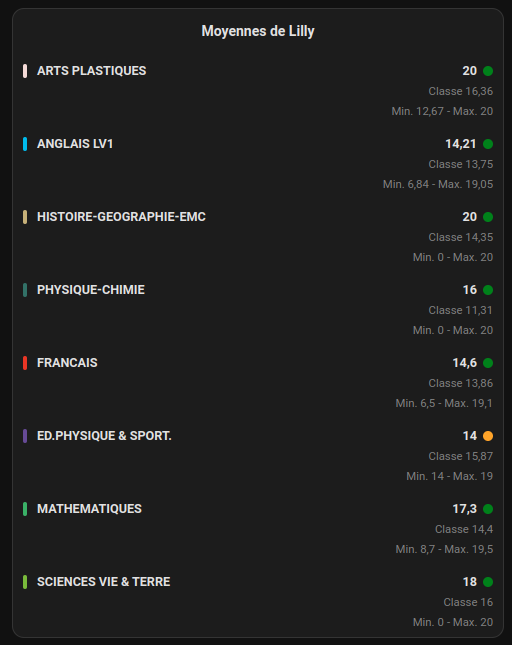 Moyennes de Lilly
ARTS PLASTIQUES 20
Classe 16,36
Min. 12,67 - Max. 20
ANGLAIS LV1 14,21
Classe 13,75
Min. 6,84 - Max. 19,05
HISTOIRE-GEOGRAPHIE-EMC 20
Classe 14,35
Min. 0 - Max. 20
PHYSIQUE-CHIMIE 16
Classe 11,31
Min. 0 - Max. 20
FRANCAIS 14,6
Classe 13,86
Min. 6,5 - Max. 19,1
ED.PHYSIQUE & SPORT. 14
Classe 15,87
Min. 14 - Max. 19
MATHEMATIQUES 17,3
Classe 14,4
Min. 8,7 - Max. 19,5
SCIENCES VIE & TERRE 18
Classe 16
Min. 0 - Max. 20